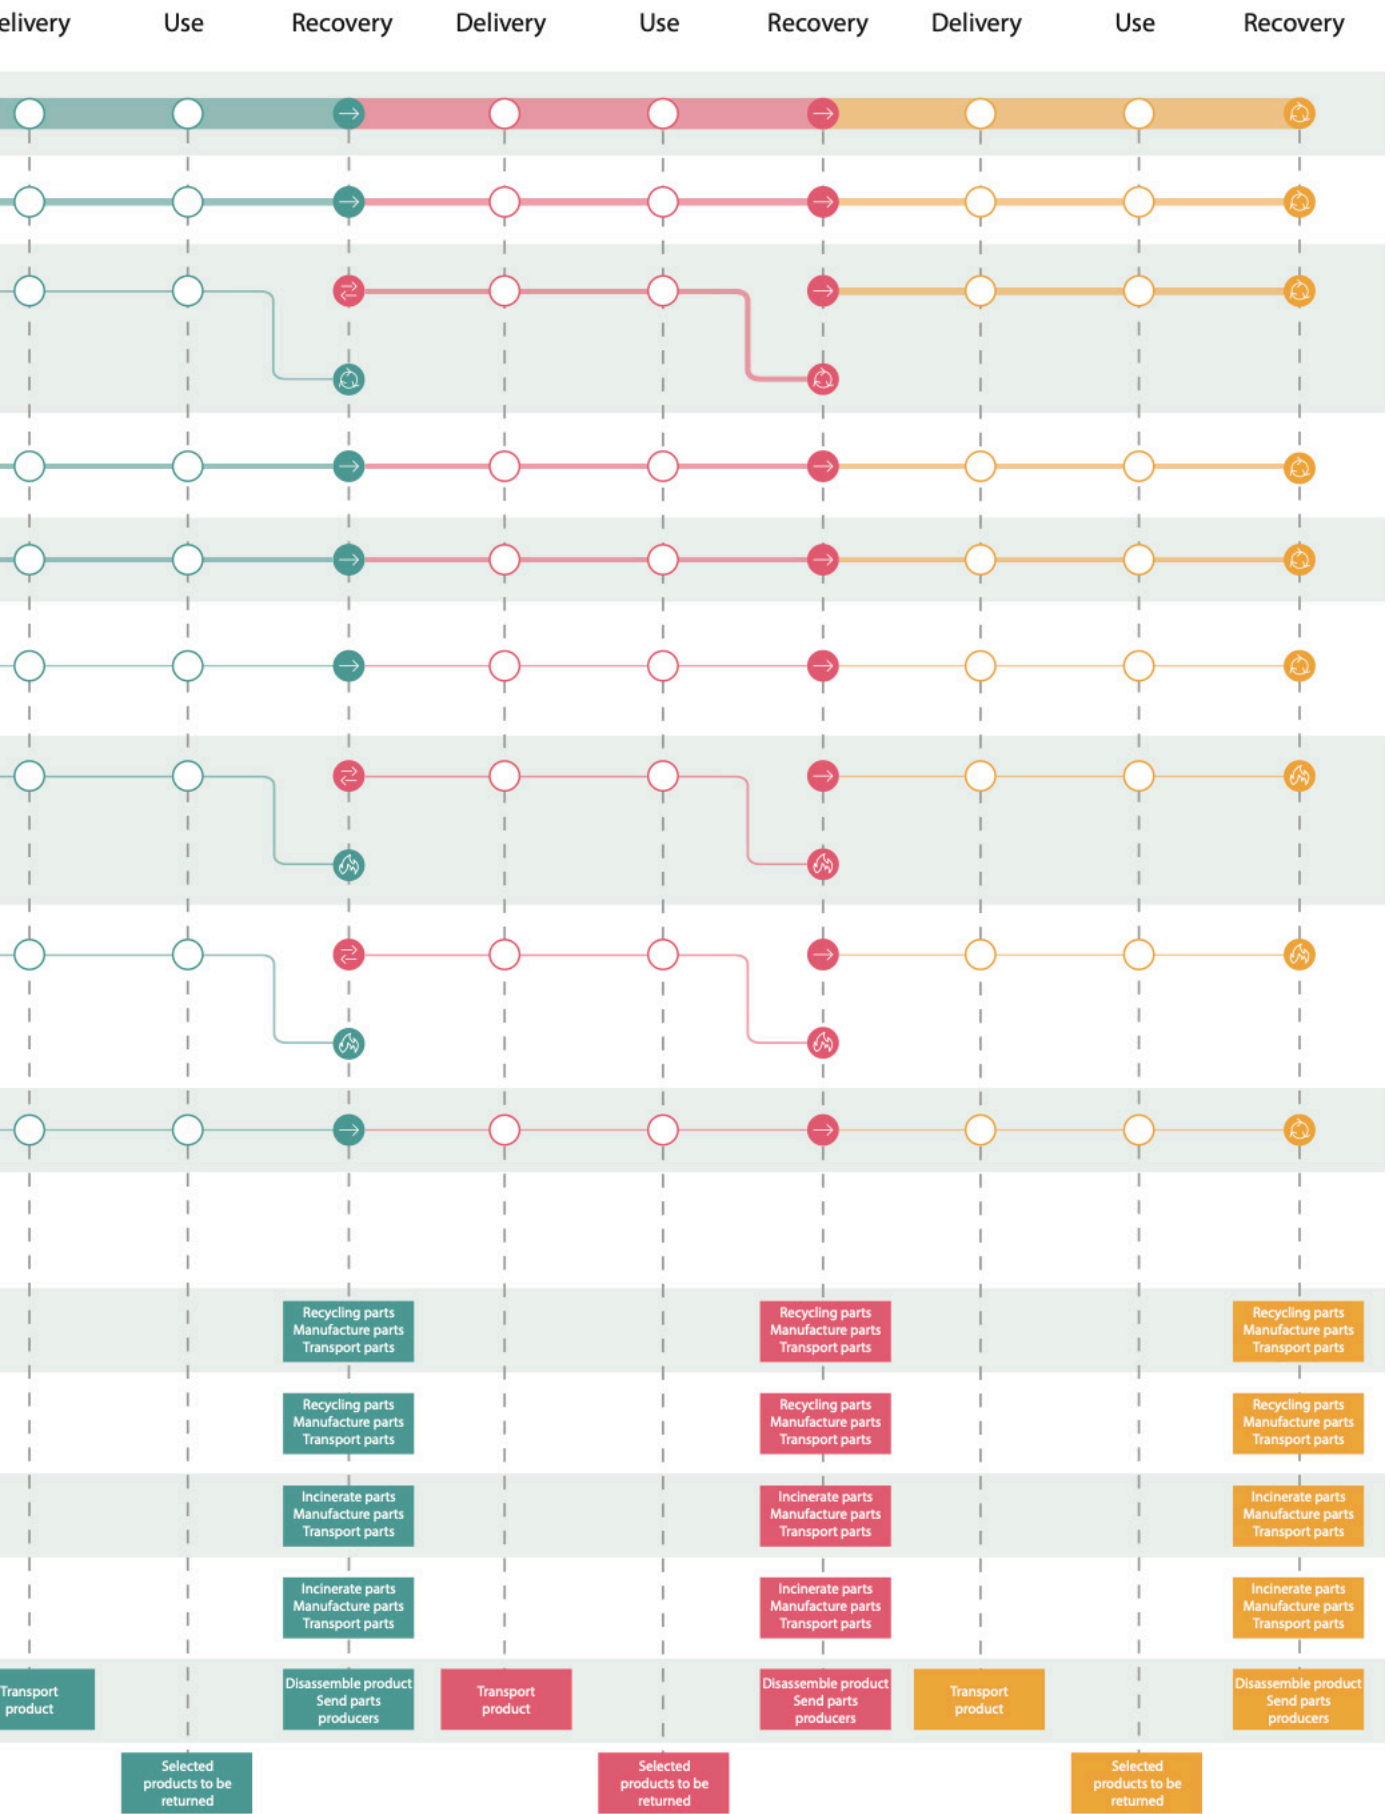 elivery Use Recovery Delivery Use Recovery Delivery Use Recovery
Recycling parts
Manufacture parts
Transport parts
Recycling parts
Manufacture parts
Transport parts
Recycling parts
Manufacture parts
Transport parts
Recycling parts
Manufacture parts
Transport parts
Recycling parts
Manufacture parts
Transport parts
Recycling parts
Manufacture parts
Transport parts
Incinerate parts
Manufacture parts
Transport parts
Incinerate parts
Manufacture parts
Transport parts
Incinerate parts
Manufacture parts
Transport parts
Incinerate parts
Manufacture parts
Transport parts
Incinerate parts
Manufacture parts
Transport parts
Incinerate parts
Manufacture parts
Transport parts
Transport
product
Disassemble product
Send parts
producers
Transport
product
Disassemble product
Send parts
producers
Transport
product
Disassemble product
Send parts
producers
Selected
products to be
returned
Selected
products to be
returned
Selected
products to be
returned